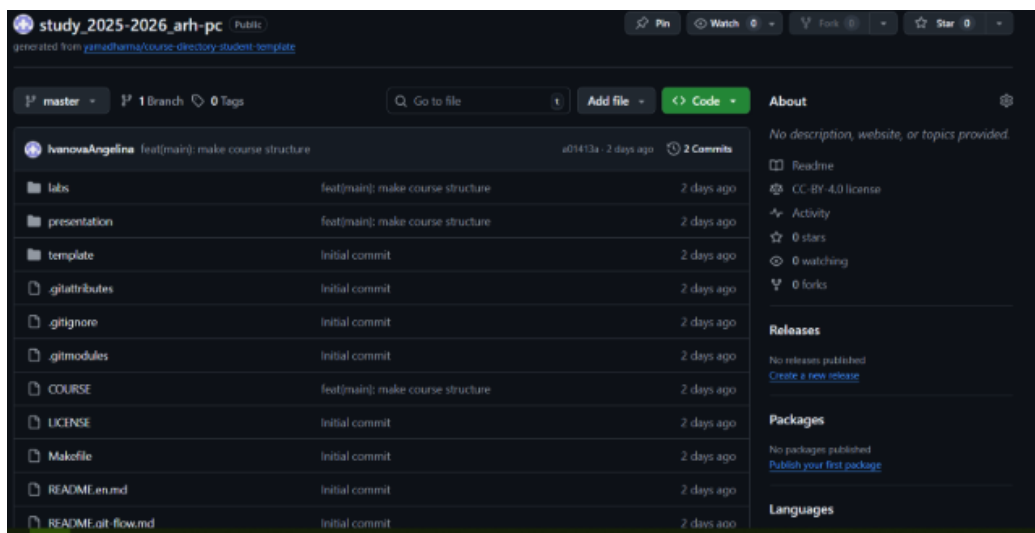 study_2025-2026_arh-pc Public
Pin Watch 0 Fork 0 Star 0
generated from yamadharma/course-directory-student-template
master 1 Branch 0 Tags Go to file t Add file <> Code
About
No description, website, or topics provided.
IvanovaAngelina feat(main): make course structure a01413a · 2 days ago 2 Commits
Readme
labs feat(main): make course structure 2 days ago
CC-BY-4.0 license
presentation feat(main): make course structure 2 days ago
Activity
0 stars
template Initial commit 2 days ago
0 watching
.gitattributes Initial commit 2 days ago
0 forks
.gitignore Initial commit 2 days ago
Releases
.gitmodules Initial commit 2 days ago
No releases published
Create a new release
COURSE feat(main): make course structure 2 days ago
LICENSE Initial commit 2 days ago
Packages
Makefile Initial commit 2 days ago
No packages published
Publish your first package
README.en.md Initial commit 2 days ago
Languages
README.git-flow.md Initial commit 2 days ago